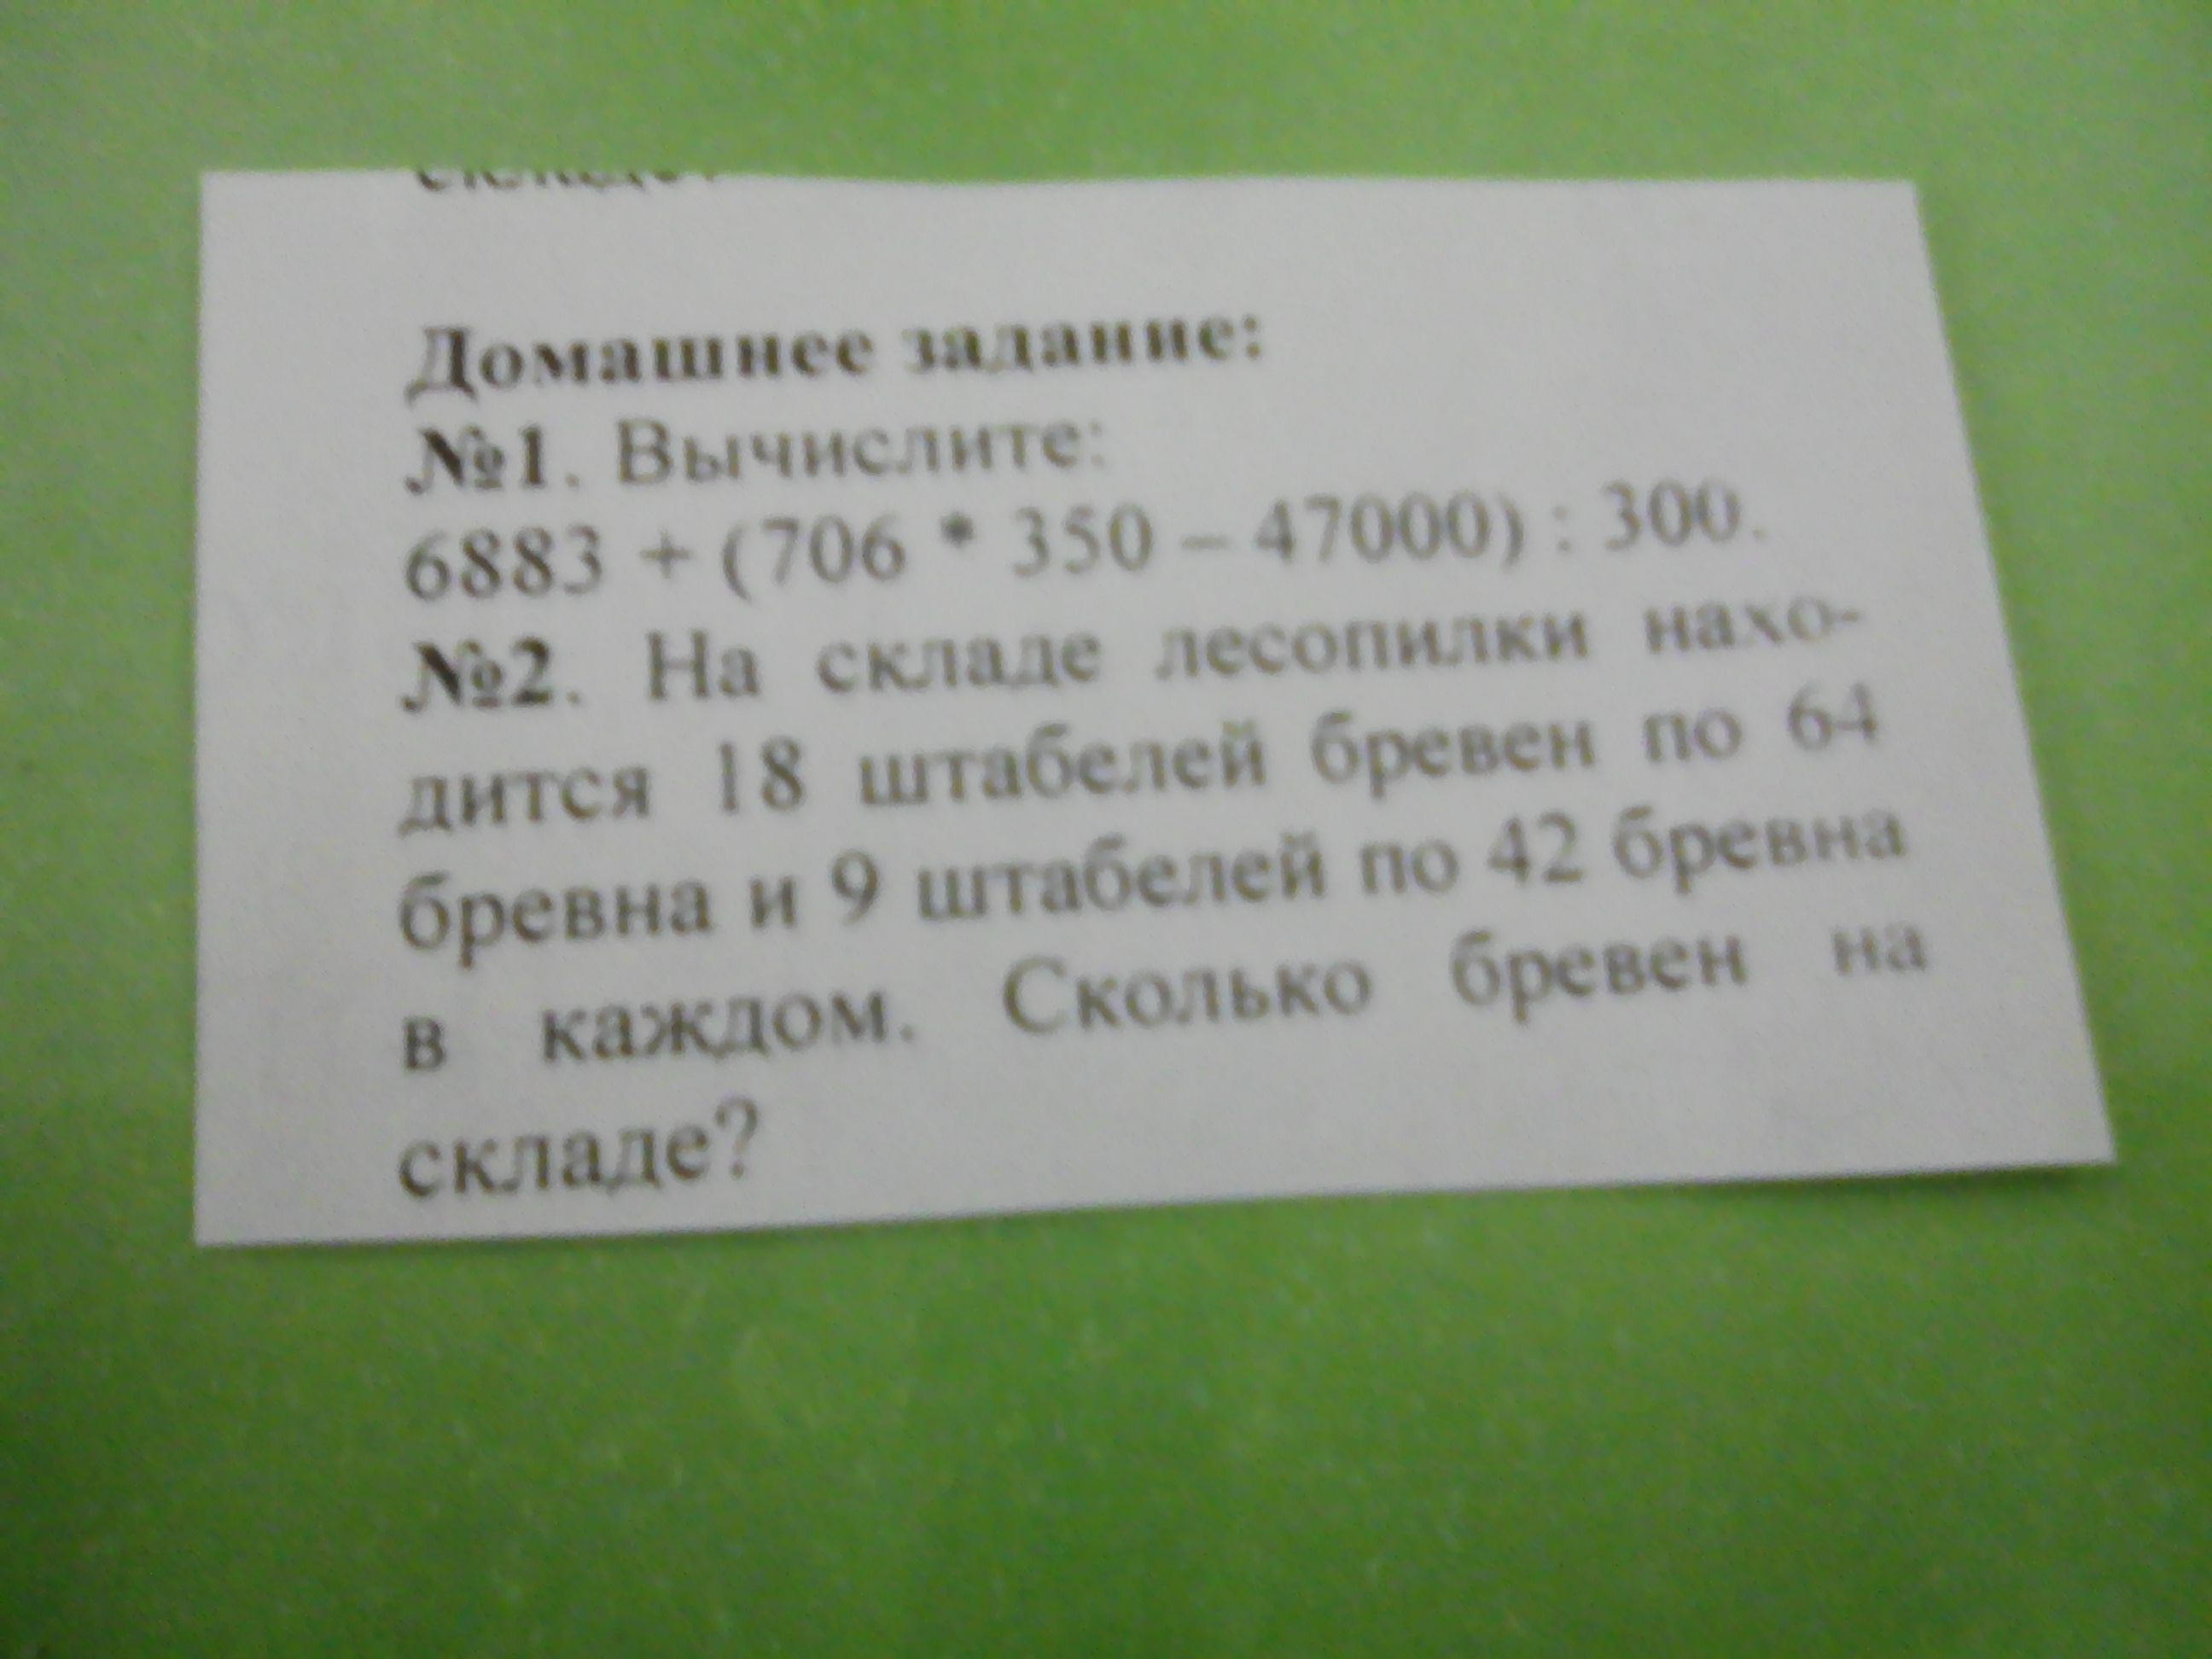 Домашнее задание:
№1. Вычислите:
6883 + (706 * 350 – 47000) : 300.
№2. На складе лесопилки нахо-
дится 18 штабелей бревен по 64
бревна и 9 штабелей по 42 бревна
в каждом. Сколько бревен на
складе?